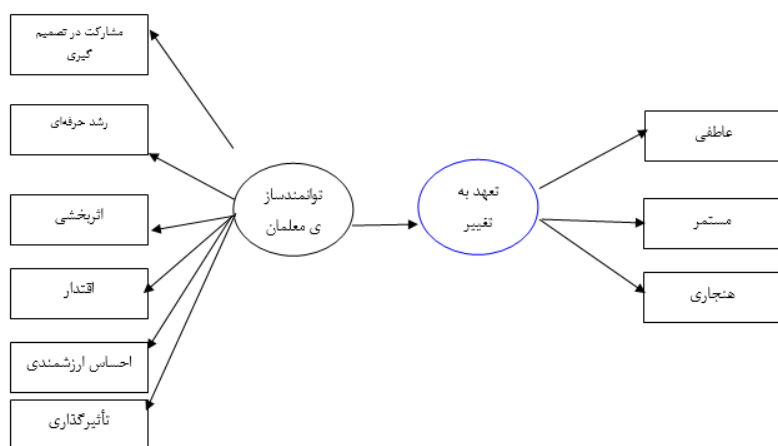 مشارکت در تصمیم
گیری
رشد حرفه‌ای
اثربخشی
اقتدار
احساس ارزشمندی
تأثیرگذاری
توانمندساز
ی معلمان
تعهد به
تغییر
عاطفی
مستمر
هنجاری